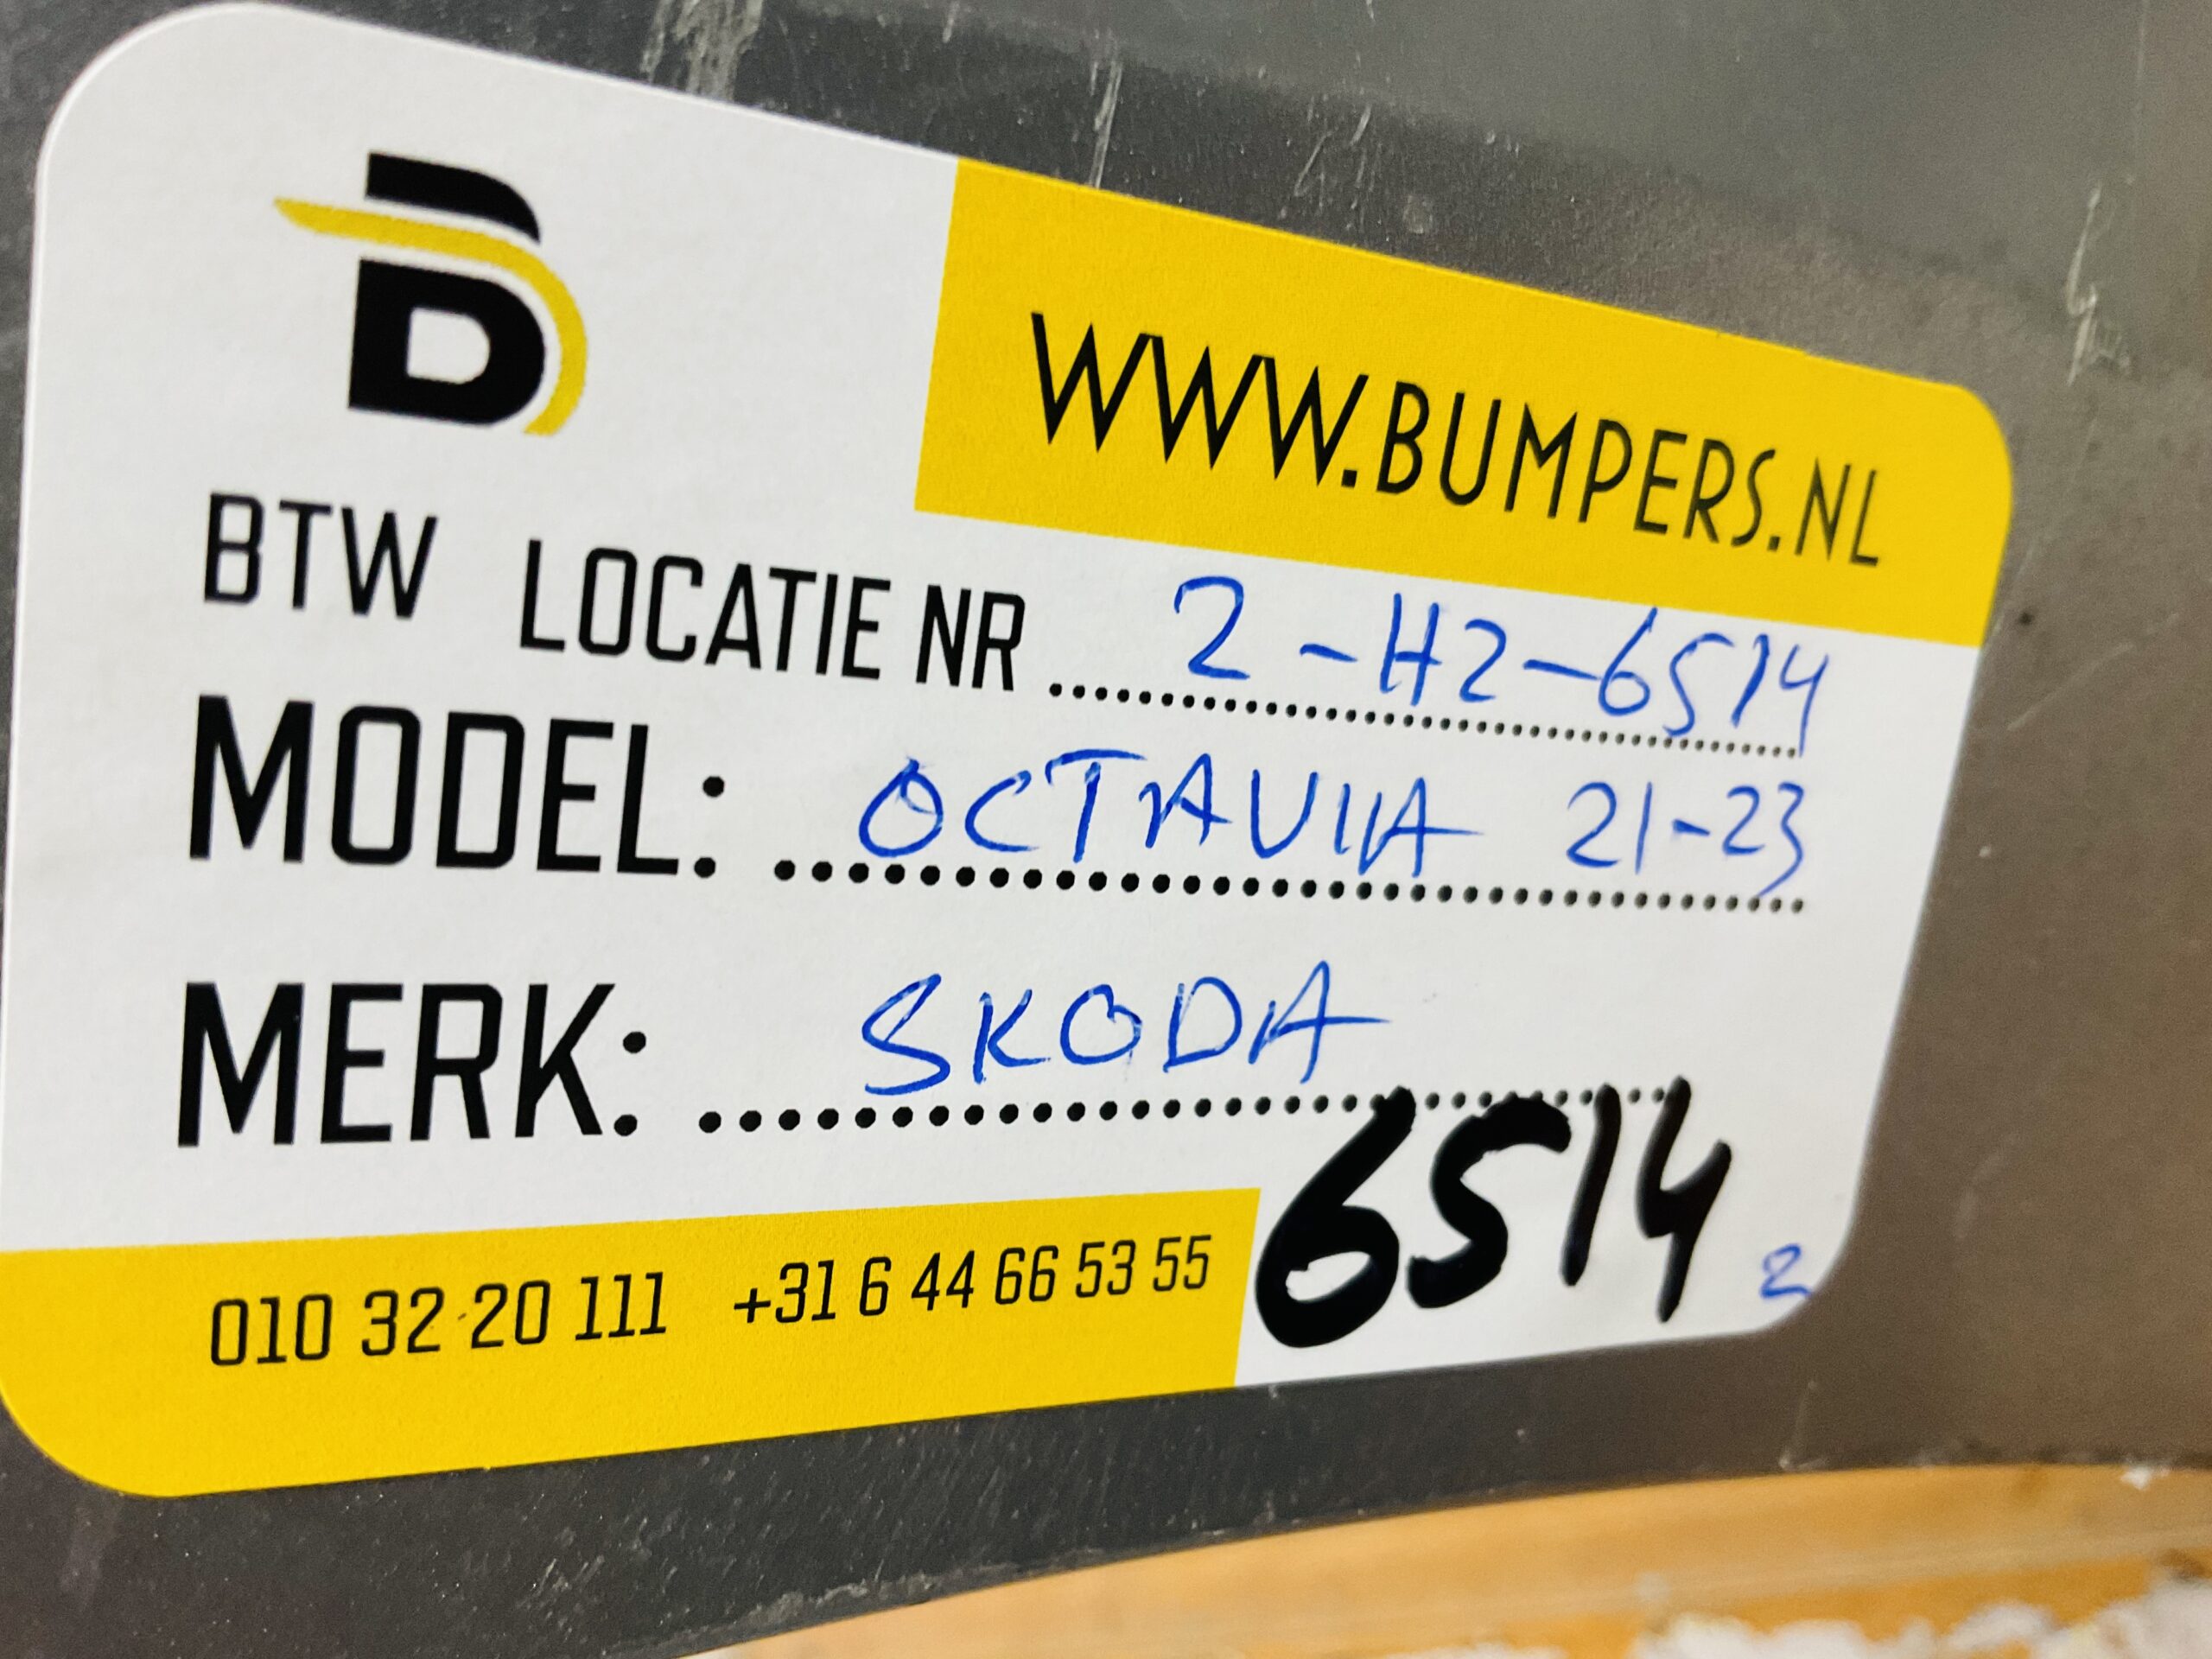 B
WWW.BUMPERS.NL
BTW LOCATIE NR 2-H2-6514
MODEL: OCTAVIA 21-23
MERK: SKODA
6514
2
010 32 20 111 +31 6 44 66 53 55